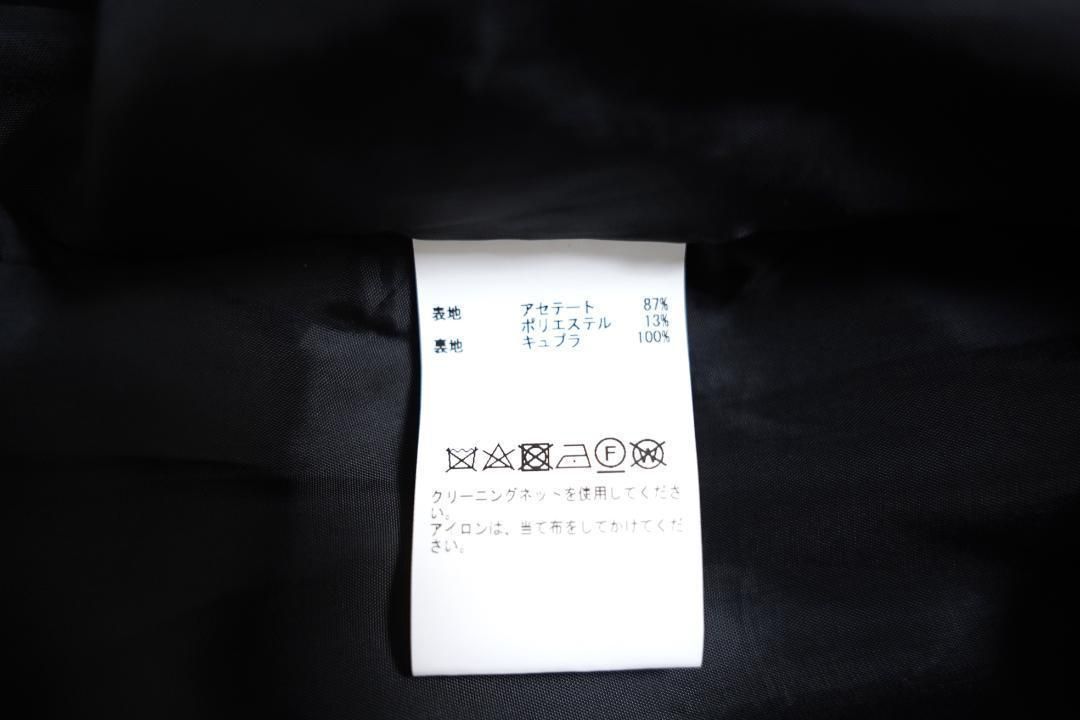 表地 アセテート 87%
ポリエステル 13%
裏地 キュプラ 100%
F W
クリーニングネットを使用してくださ
い。
アイロンは、当て布をしてかけてくだ
さい。